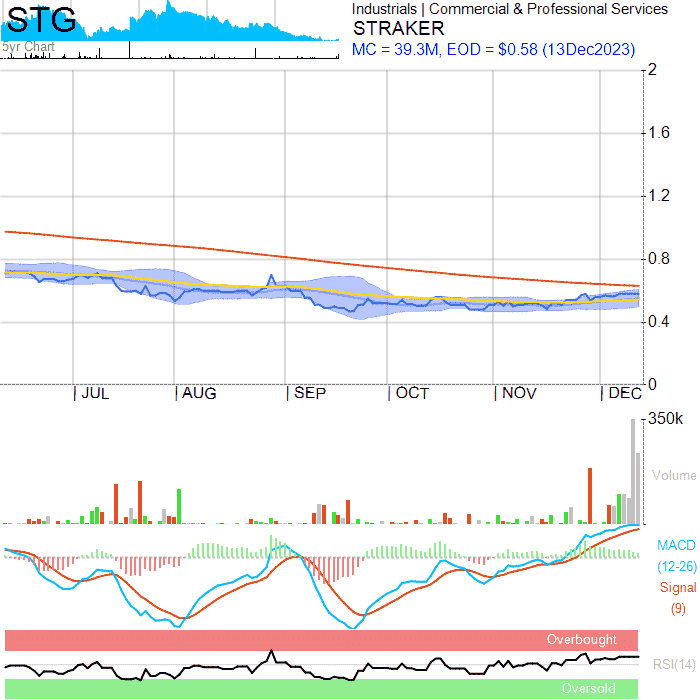 STG
5yr Chart
Industrials | Commercial & Professional Services
STRAKER
MC = 39.3M, EOD = $0.58 (13Dec2023)
2
1.6
1.2
0.8
0.4
0
JUL AUG SEP OCT NOV DEC
350k
Volume
MACD
(12-26)
Signal
(9)
Overbought
RSI(14)
Oversold